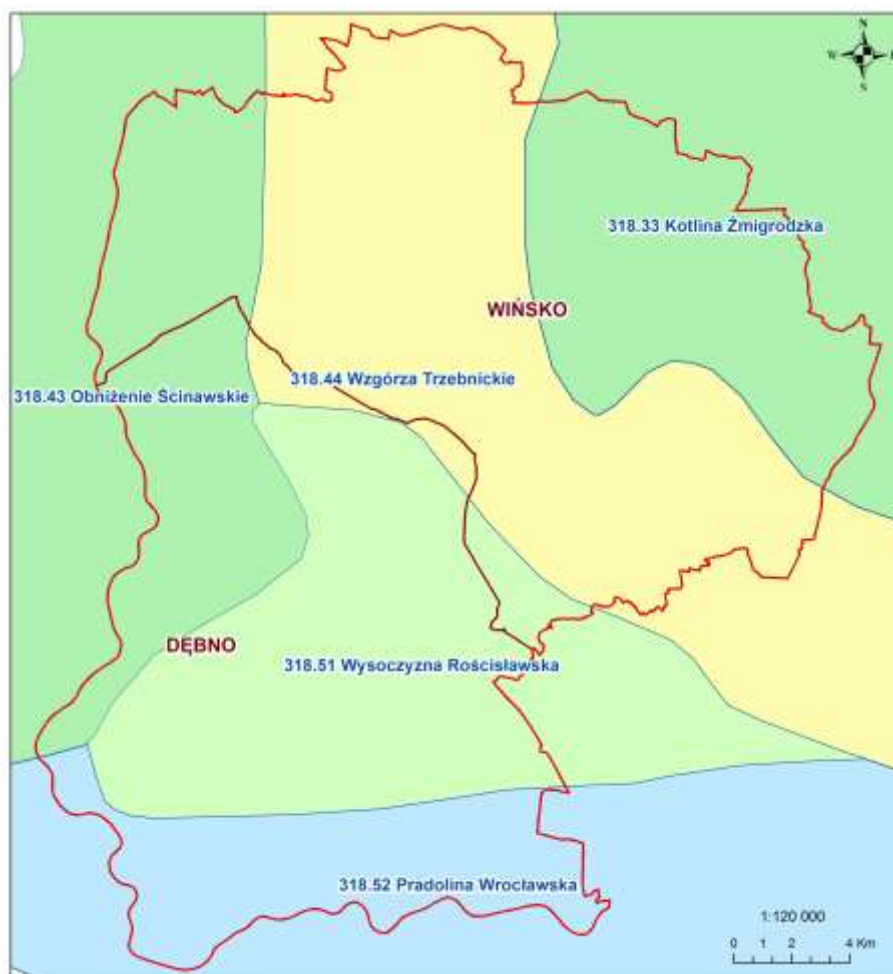 N
W
E
S
318.33 Kotlina Żmigrodzka
WIŃSKO
318.44 Wzgórza Trzebnickie
318.43 Obniżenie Ścinawskie
DĘBNO
318.51 Wysoczyzna Rościsławska
318.52 Pradolina Wrocławska
1:120 000
0 1 2 4 Km